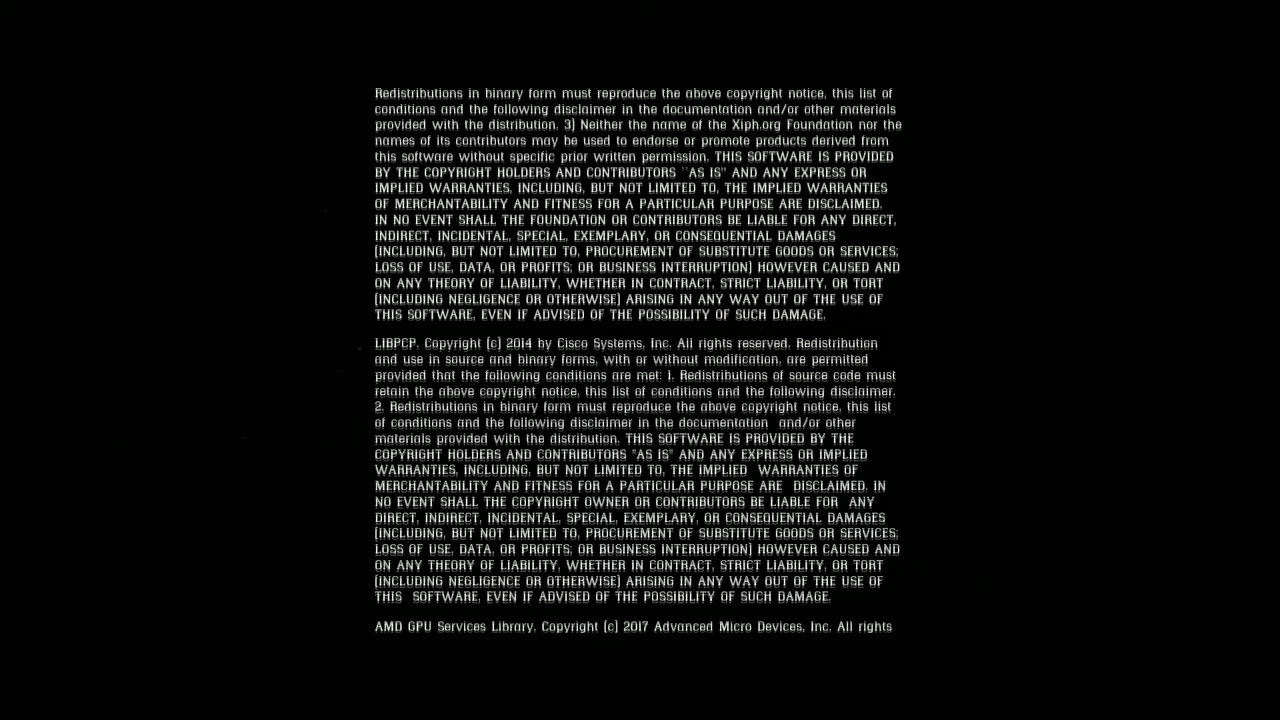 Redistributions in binary form must reproduce the above copyright notice, this list of
conditions and the following disclaimer in the documentation and/or other materials
provided with the distribution. 3) Neither the name of the Xiph.org Foundation nor the
names of its contributors may be used to endorse or promote products derived from
this software without specific prior written permission. THIS SOFTWARE IS PROVIDED
BY THE COPYRIGHT HOLDERS AND CONTRIBUTORS ``AS IS'' AND ANY EXPRESS OR
IMPLIED WARRANTIES, INCLUDING, BUT NOT LIMITED TO, THE IMPLIED WARRANTIES
OF MERCHANTABILITY AND FITNESS FOR A PARTICULAR PURPOSE ARE DISCLAIMED.
IN NO EVENT SHALL THE FOUNDATION OR CONTRIBUTORS BE LIABLE FOR ANY DIRECT,
INDIRECT, INCIDENTAL, SPECIAL, EXEMPLARY, OR CONSEQUENTIAL DAMAGES
(INCLUDING, BUT NOT LIMITED TO, PROCUREMENT OF SUBSTITUTE GOODS OR SERVICES;
LOSS OF USE, DATA, OR PROFITS; OR BUSINESS INTERRUPTION) HOWEVER CAUSED AND
ON ANY THEORY OF LIABILITY, WHETHER IN CONTRACT, STRICT LIABILITY, OR TORT
(INCLUDING NEGLIGENCE OR OTHERWISE) ARISING IN ANY WAY OUT OF THE USE OF
THIS SOFTWARE, EVEN IF ADVISED OF THE POSSIBILITY OF SUCH DAMAGE.
LIBPCP, Copyright (c) 2014 by Cisco Systems, Inc. All rights reserved. Redistribution
and use in source and binary forms, with or without modification, are permitted
provided that the following conditions are met: 1. Redistributions of source code must
retain the above copyright notice, this list of conditions and the following disclaimer.
2. Redistributions in binary form must reproduce the above copyright notice, this list
of conditions and the following disclaimer in the documentation  and/or other
materials provided with the distribution. THIS SOFTWARE IS PROVIDED BY THE
COPYRIGHT HOLDERS AND CONTRIBUTORS "AS IS" AND ANY EXPRESS OR IMPLIED
WARRANTIES, INCLUDING, BUT NOT LIMITED TO, THE IMPLIED  WARRANTIES OF
MERCHANTABILITY AND FITNESS FOR A PARTICULAR PURPOSE ARE  DISCLAIMED. IN
NO EVENT SHALL THE COPYRIGHT OWNER OR CONTRIBUTORS BE LIABLE FOR  ANY
DIRECT, INDIRECT, INCIDENTAL, SPECIAL, EXEMPLARY, OR CONSEQUENTIAL DAMAGES
(INCLUDING, BUT NOT LIMITED TO, PROCUREMENT OF SUBSTITUTE GOODS OR SERVICES;
LOSS OF USE, DATA, OR PROFITS; OR BUSINESS INTERRUPTION) HOWEVER CAUSED AND
ON ANY THEORY OF LIABILITY, WHETHER IN CONTRACT, STRICT LIABILITY, OR TORT
(INCLUDING NEGLIGENCE OR OTHERWISE) ARISING IN ANY WAY OUT OF THE USE OF
THIS  SOFTWARE, EVEN IF ADVISED OF THE POSSIBILITY OF SUCH DAMAGE.
AMD GPU Services Library, Copyright (c) 2017 Advanced Micro Devices, Inc. All rights